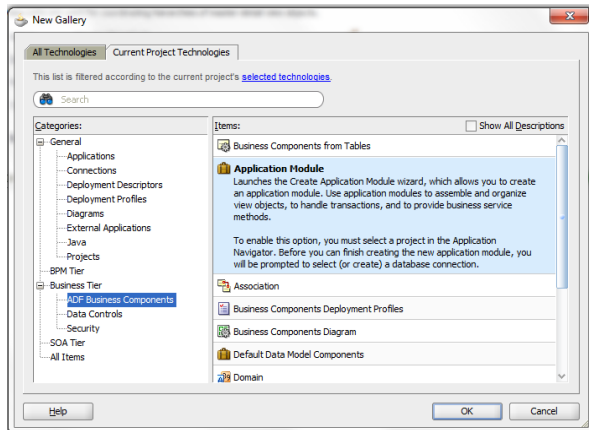 New Gallery
All Technologies
Current Project Technologies
This list is filtered according to the current project's selected technologies.
Search
Categories:
General
Applications
Connections
Deployment Descriptors
Deployment Profiles
Diagrams
External Applications
Java
Projects
BPM Tier
Business Tier
ADF Business Components
Data Controls
Security
SOA Tier
All Items
Items:
Show All Descriptions
Business Components from Tables
Application Module
Launches the Create Application Module wizard, which allows you to create
an application module. Use application modules to assemble and organize
view objects, to handle transactions, and to provide business service
methods.
To enable this option, you must select a project in the Application
Navigator. Before you can finish creating the new application module, you
will be prompted to select (or create) a database connection.
Association
Business Components Deployment Profiles
Business Components Diagram
Default Data Model Components
Domain
Help
OK
Cancel